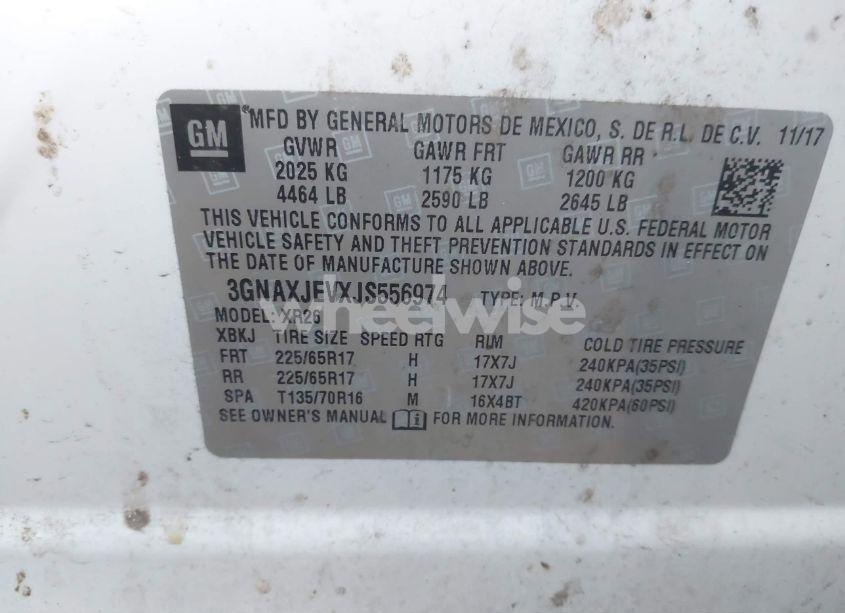 GM
MFD BY GENERAL MOTORS DE MEXICO, S. DE R.L. DE C.V. 11/17
GVWR GAWR FRT GAWR RR
2025 KG 1175 KG 1200 KG
4464 LB 2590 LB 2645 LB
THIS VEHICLE CONFORMS TO ALL APPLICABLE U.S. FEDERAL MOTOR
VEHICLE SAFETY AND THEFT PREVENTION STANDARDS IN EFFECT ON
THE DATE OF MANUFACTURE SHOWN ABOVE.
3GNAXJEVXJS556974 TYPE: M.P.V.
wheelwise
MODEL: XR26
XBKJ TIRE SIZE SPEED RTG RIM COLD TIRE PRESSURE
FRT 225/65R17 H 17X7J 240KPA(35PSI)
RR 225/65R17 H 17X7J 240KPA(35PSI)
SPA T135/70R16 M 16X4BT 420KPA(60PSI)
SEE OWNER'S MANUAL FOR MORE INFORMATION.